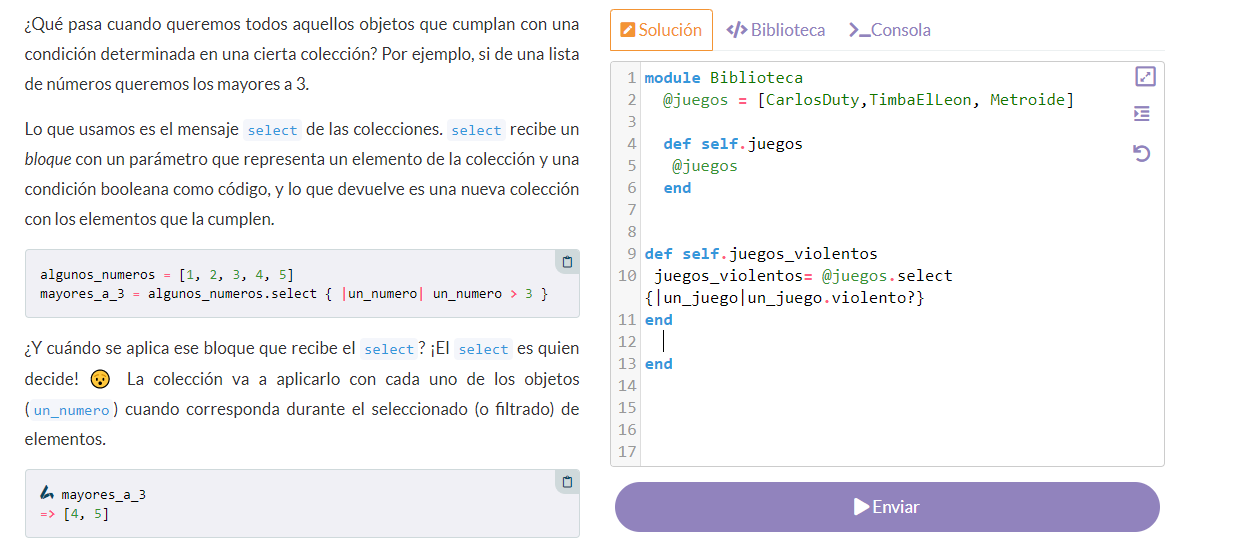 ¿Qué pasa cuando queremos todos aquellos objetos que cumplan con una
condición determinada en una cierta colección? Por ejemplo, si de una lista
de números queremos los mayores a 3.
Lo que usamos es el mensaje select de las colecciones. select recibe un
bloque con un parámetro que representa un elemento de la colección y una
condición booleana como código, y lo que devuelve es una nueva colección
con los elementos que la cumplen.
algunos_numeros = [1, 2, 3, 4, 5]
mayores_a_3 = algunos_numeros.select { |un_numero| un_numero > 3 }
¿Y cuándo se aplica ese bloque que recibe el select? ¡El select es quien
decide! 😯 La colección va a aplicarlo con cada uno de los objetos
(un_numero) cuando corresponda durante el seleccionado (o filtrado) de
elementos.
mayores_a_3
=> [4, 5]
Solución
</> Biblioteca
>_Consola
1 module Biblioteca
2   @juegos = [CarlosDuty,TimbaElLeon, Metroide]
3
4   def self.juegos
5    @juegos
6   end
7
8
9 def self.juegos_violentos
10  juegos_violentos= @juegos.select
{|un_juego|un_juego.violento?}
11 end
12
13 end
14
15
16
17
Enviar